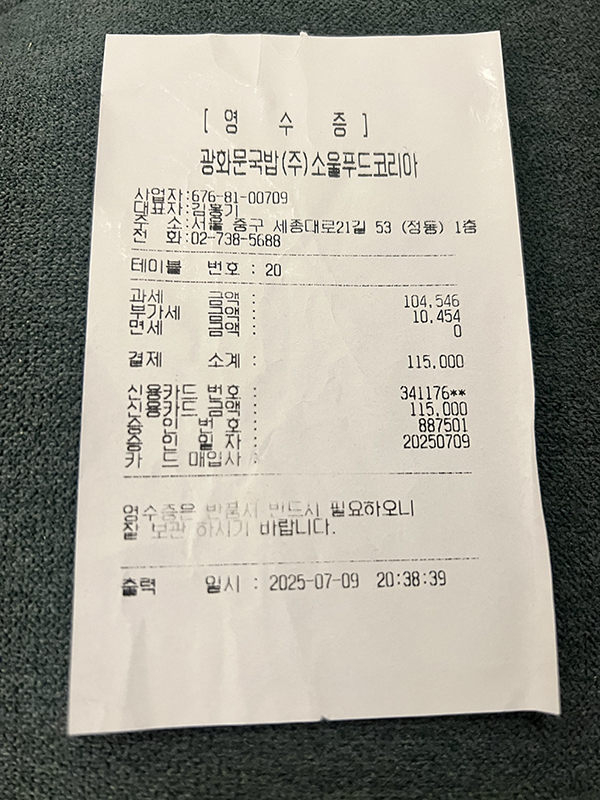 [ 영 수 증 ]
광화문국밥(주)소울푸드코리아
사업자:676-81-00709
대표자:김홍기
주 소:서울 중구 세종대로21길 53 (정동) 1층
전 화:02-738-5688
테이블 번호 : 20
과세 금액 : 104,546
부가세 금액 : 10,454
면세 금액 : 0
결제 소계 : 115,000
신용카드 번호 : 341176**
신용카드 금액 : 115,000
승 인 번 호 : 887501
승 인 일 자 : 20250709
카 드 매입사 :
영수증은 반품시 반드시 필요하오니
잘 보관 하시기 바랍니다.
출력 일시 : 2025-07-09 20:38:39